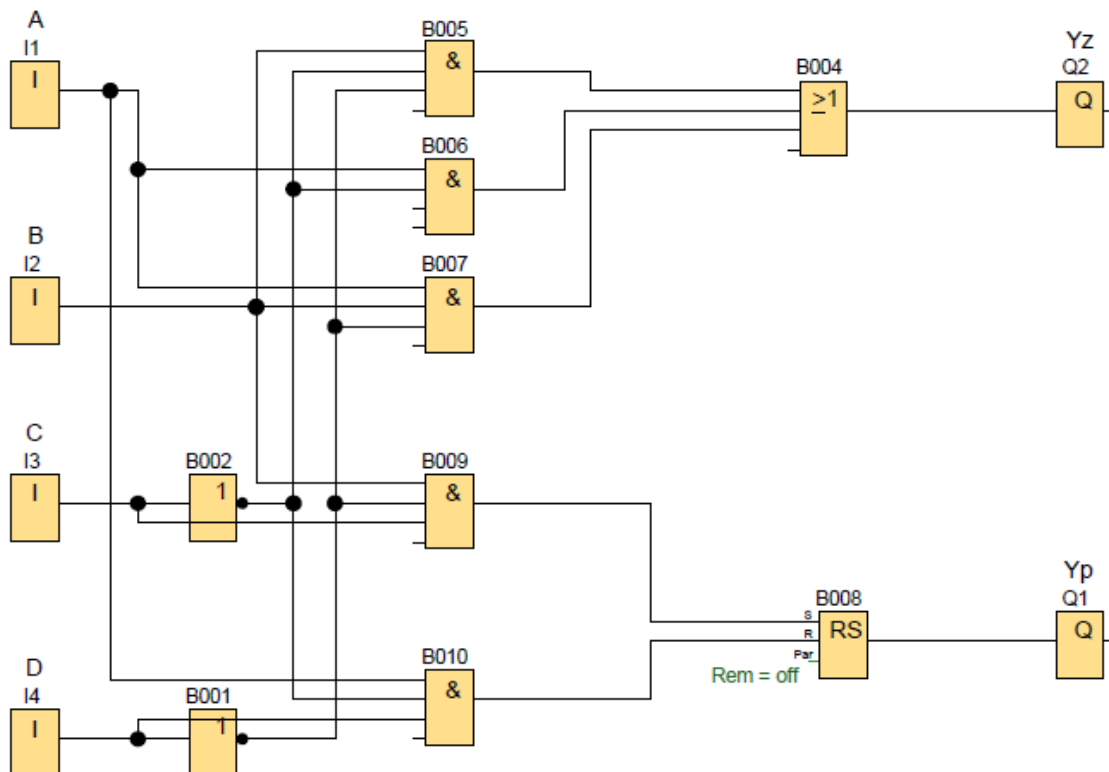 A
I1
I
B005
&
B004
>1
Yz
Q2
Q
B006
&
B
I2
I
B007
&
C
I3
I
B002
1
B009
&
D
I4
I
B001
1
B010
&
B008
S
R
Par
RS
Rem = off
Yp
Q1
Q